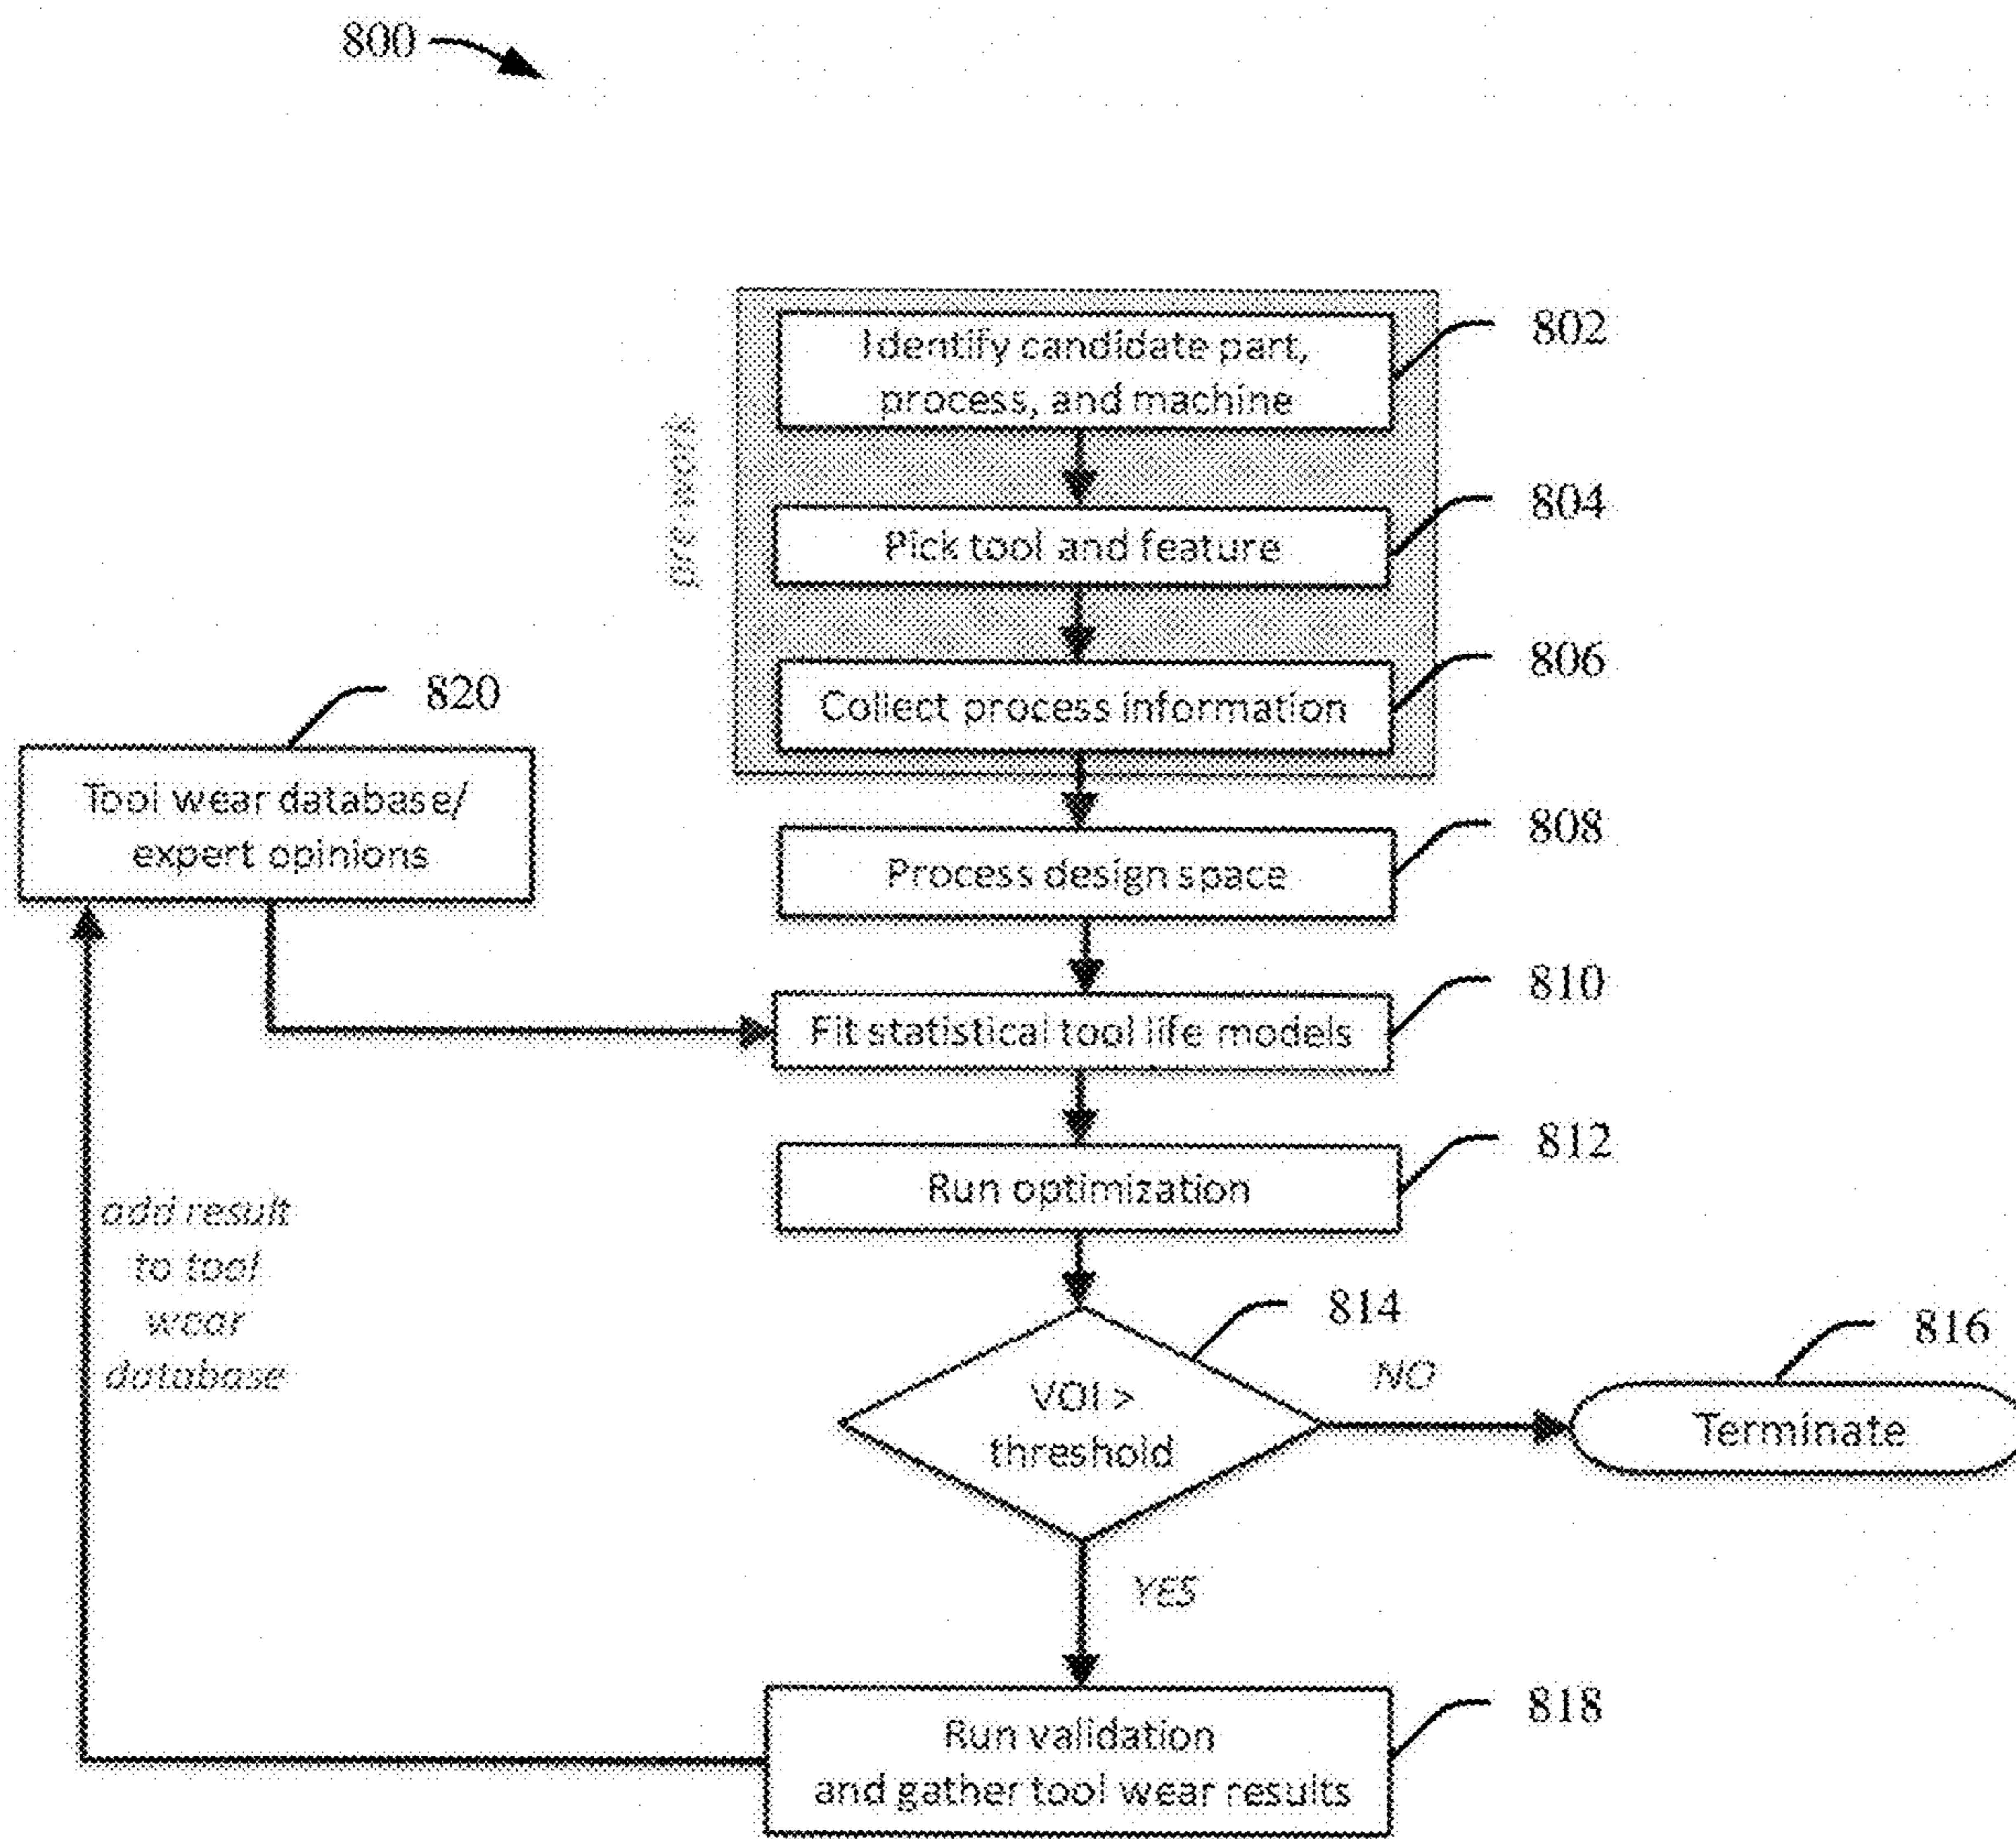 800
Identify candidate part,
process, and machine
802
pre-work
Pick tool and feature
804
Collect process information
806
820
Tool wear database/
expert opinions
Process design space
808
Fit statistical tool life models
810
Run optimization
812
add result
to tool
wear
database
VOI >
threshold
814
NO
816
Terminate
YES
Run validation
and gather tool wear results
818